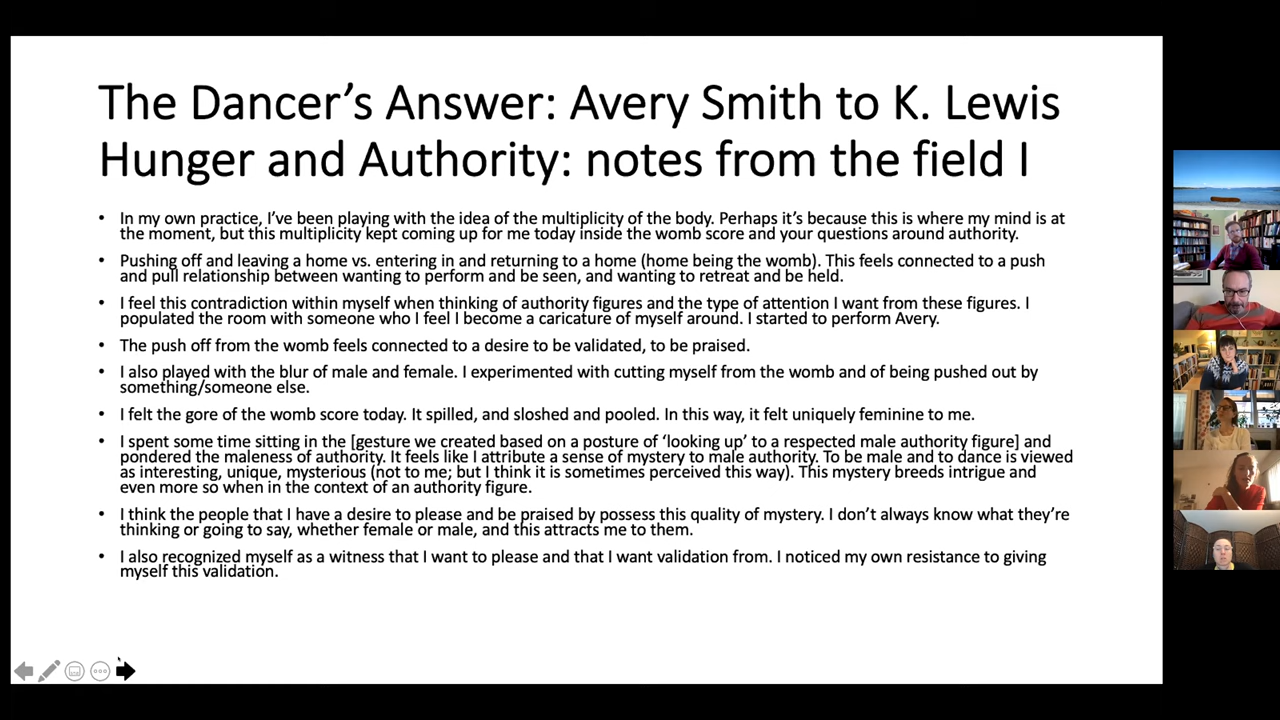 The Dancer’s Answer: Avery Smith to K. Lewis
Hunger and Authority: notes from the field I
• In my own practice, I’ve been playing with the idea of the multiplicity of the body. Perhaps it’s because this is where my mind is at
the moment, but this multiplicity kept coming up for me today inside the womb score and your questions around authority.
• Pushing off and leaving a home vs. entering in and returning to a home (home being the womb). This feels connected to a push
and pull relationship between wanting to perform and be seen, and wanting to retreat and be held.
• I feel this contradiction within myself when thinking of authority figures and the type of attention I want from these figures. I
populated the room with someone who I feel I become a caricature of myself around. I started to perform Avery.
• The push off from the womb feels connected to a desire to be validated, to be praised.
• I also played with the blur of male and female. I experimented with cutting myself from the womb and of being pushed out by
something/someone else.
• I felt the gore of the womb score today. It spilled, and sloshed and pooled. In this way, it felt uniquely feminine to me.
• I spent some time sitting in the [gesture we created based on a posture of ‘looking up’ to a respected male authority figure] and
pondered the maleness of authority. It feels like I attribute a sense of mystery to male authority. To be male and to dance is viewed
as interesting, unique, mysterious (not to me; but I think it is sometimes perceived this way). This mystery breeds intrigue and
even more so when in the context of an authority figure.
• I think the people that I have a desire to please and be praised by possess this quality of mystery. I don’t always know what they’re
thinking or going to say, whether female or male, and this attracts me to them.
• I also recognized myself as a witness that I want to please and that I want validation from. I noticed my own resistance to giving
myself this validation.